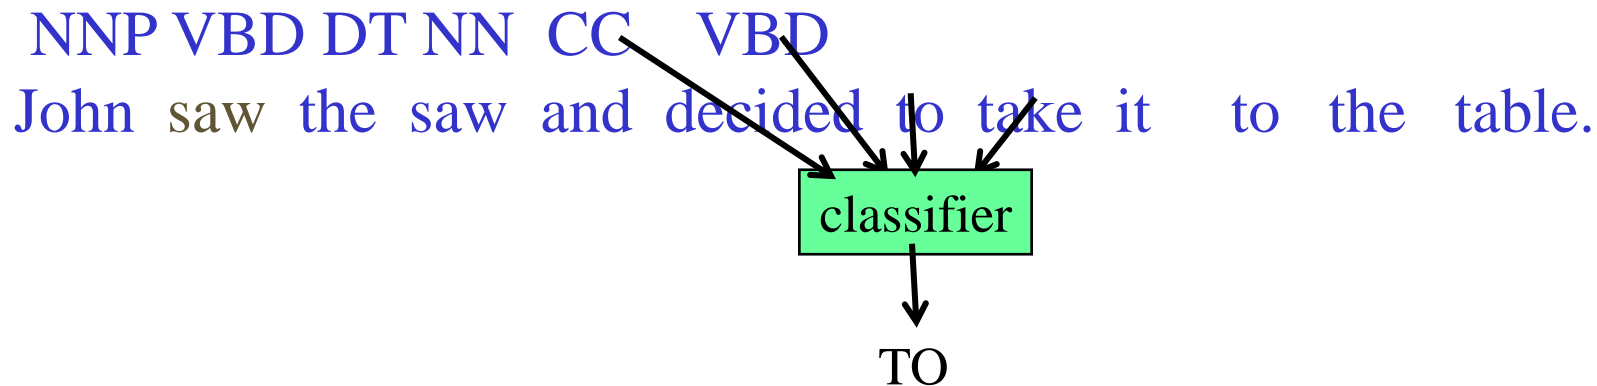 NNP VBD DT NN CC VBD
John saw the saw and decided to take it to the table.
classifier
TO